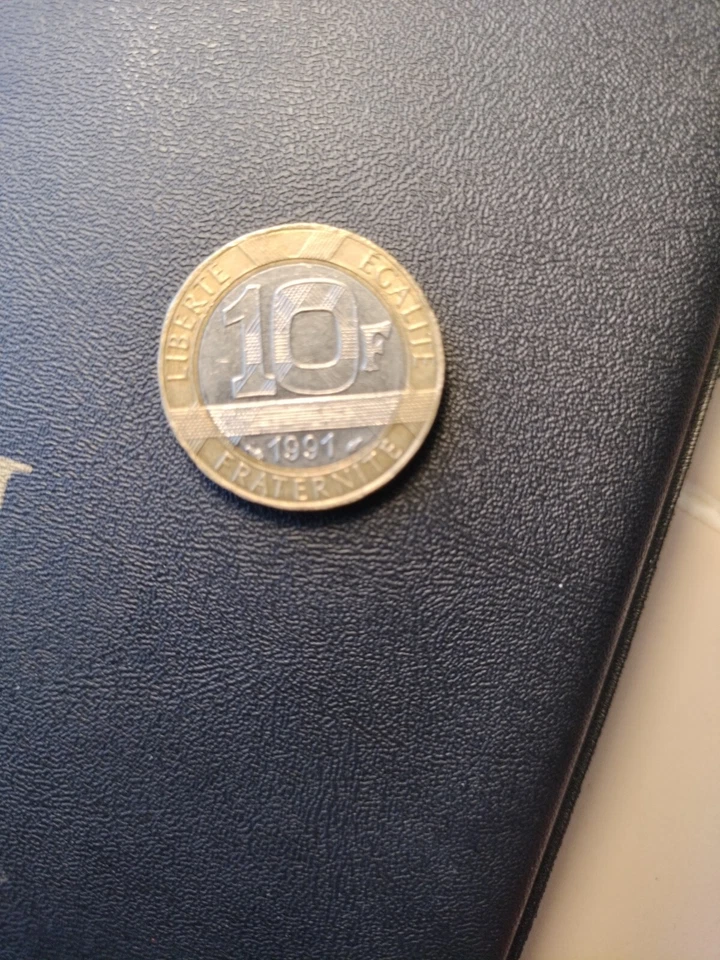 LIBERTE
EGALITE
10F
1991
FRATERNITE